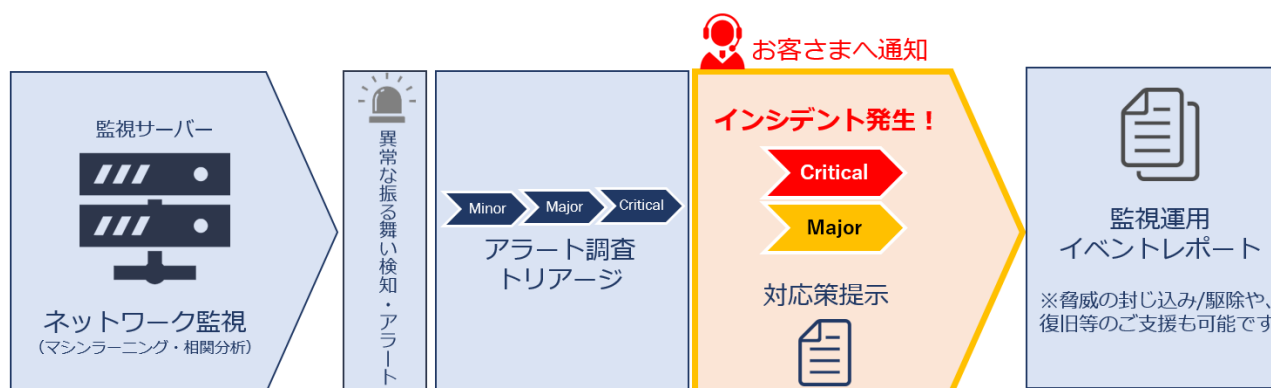 お客さまへ通知
監視サーバー
ネットワーク監視
（マシンラーニング・相関分析）
異常な振る舞い検知・アラート
Minor
Major
Critical
アラート調査
トリアージ
インシデント発生！
Critical
Major
対応策提示
監視運用
イベントレポート
※脅威の封じ込み/駆除や、
復旧等のご支援も可能です